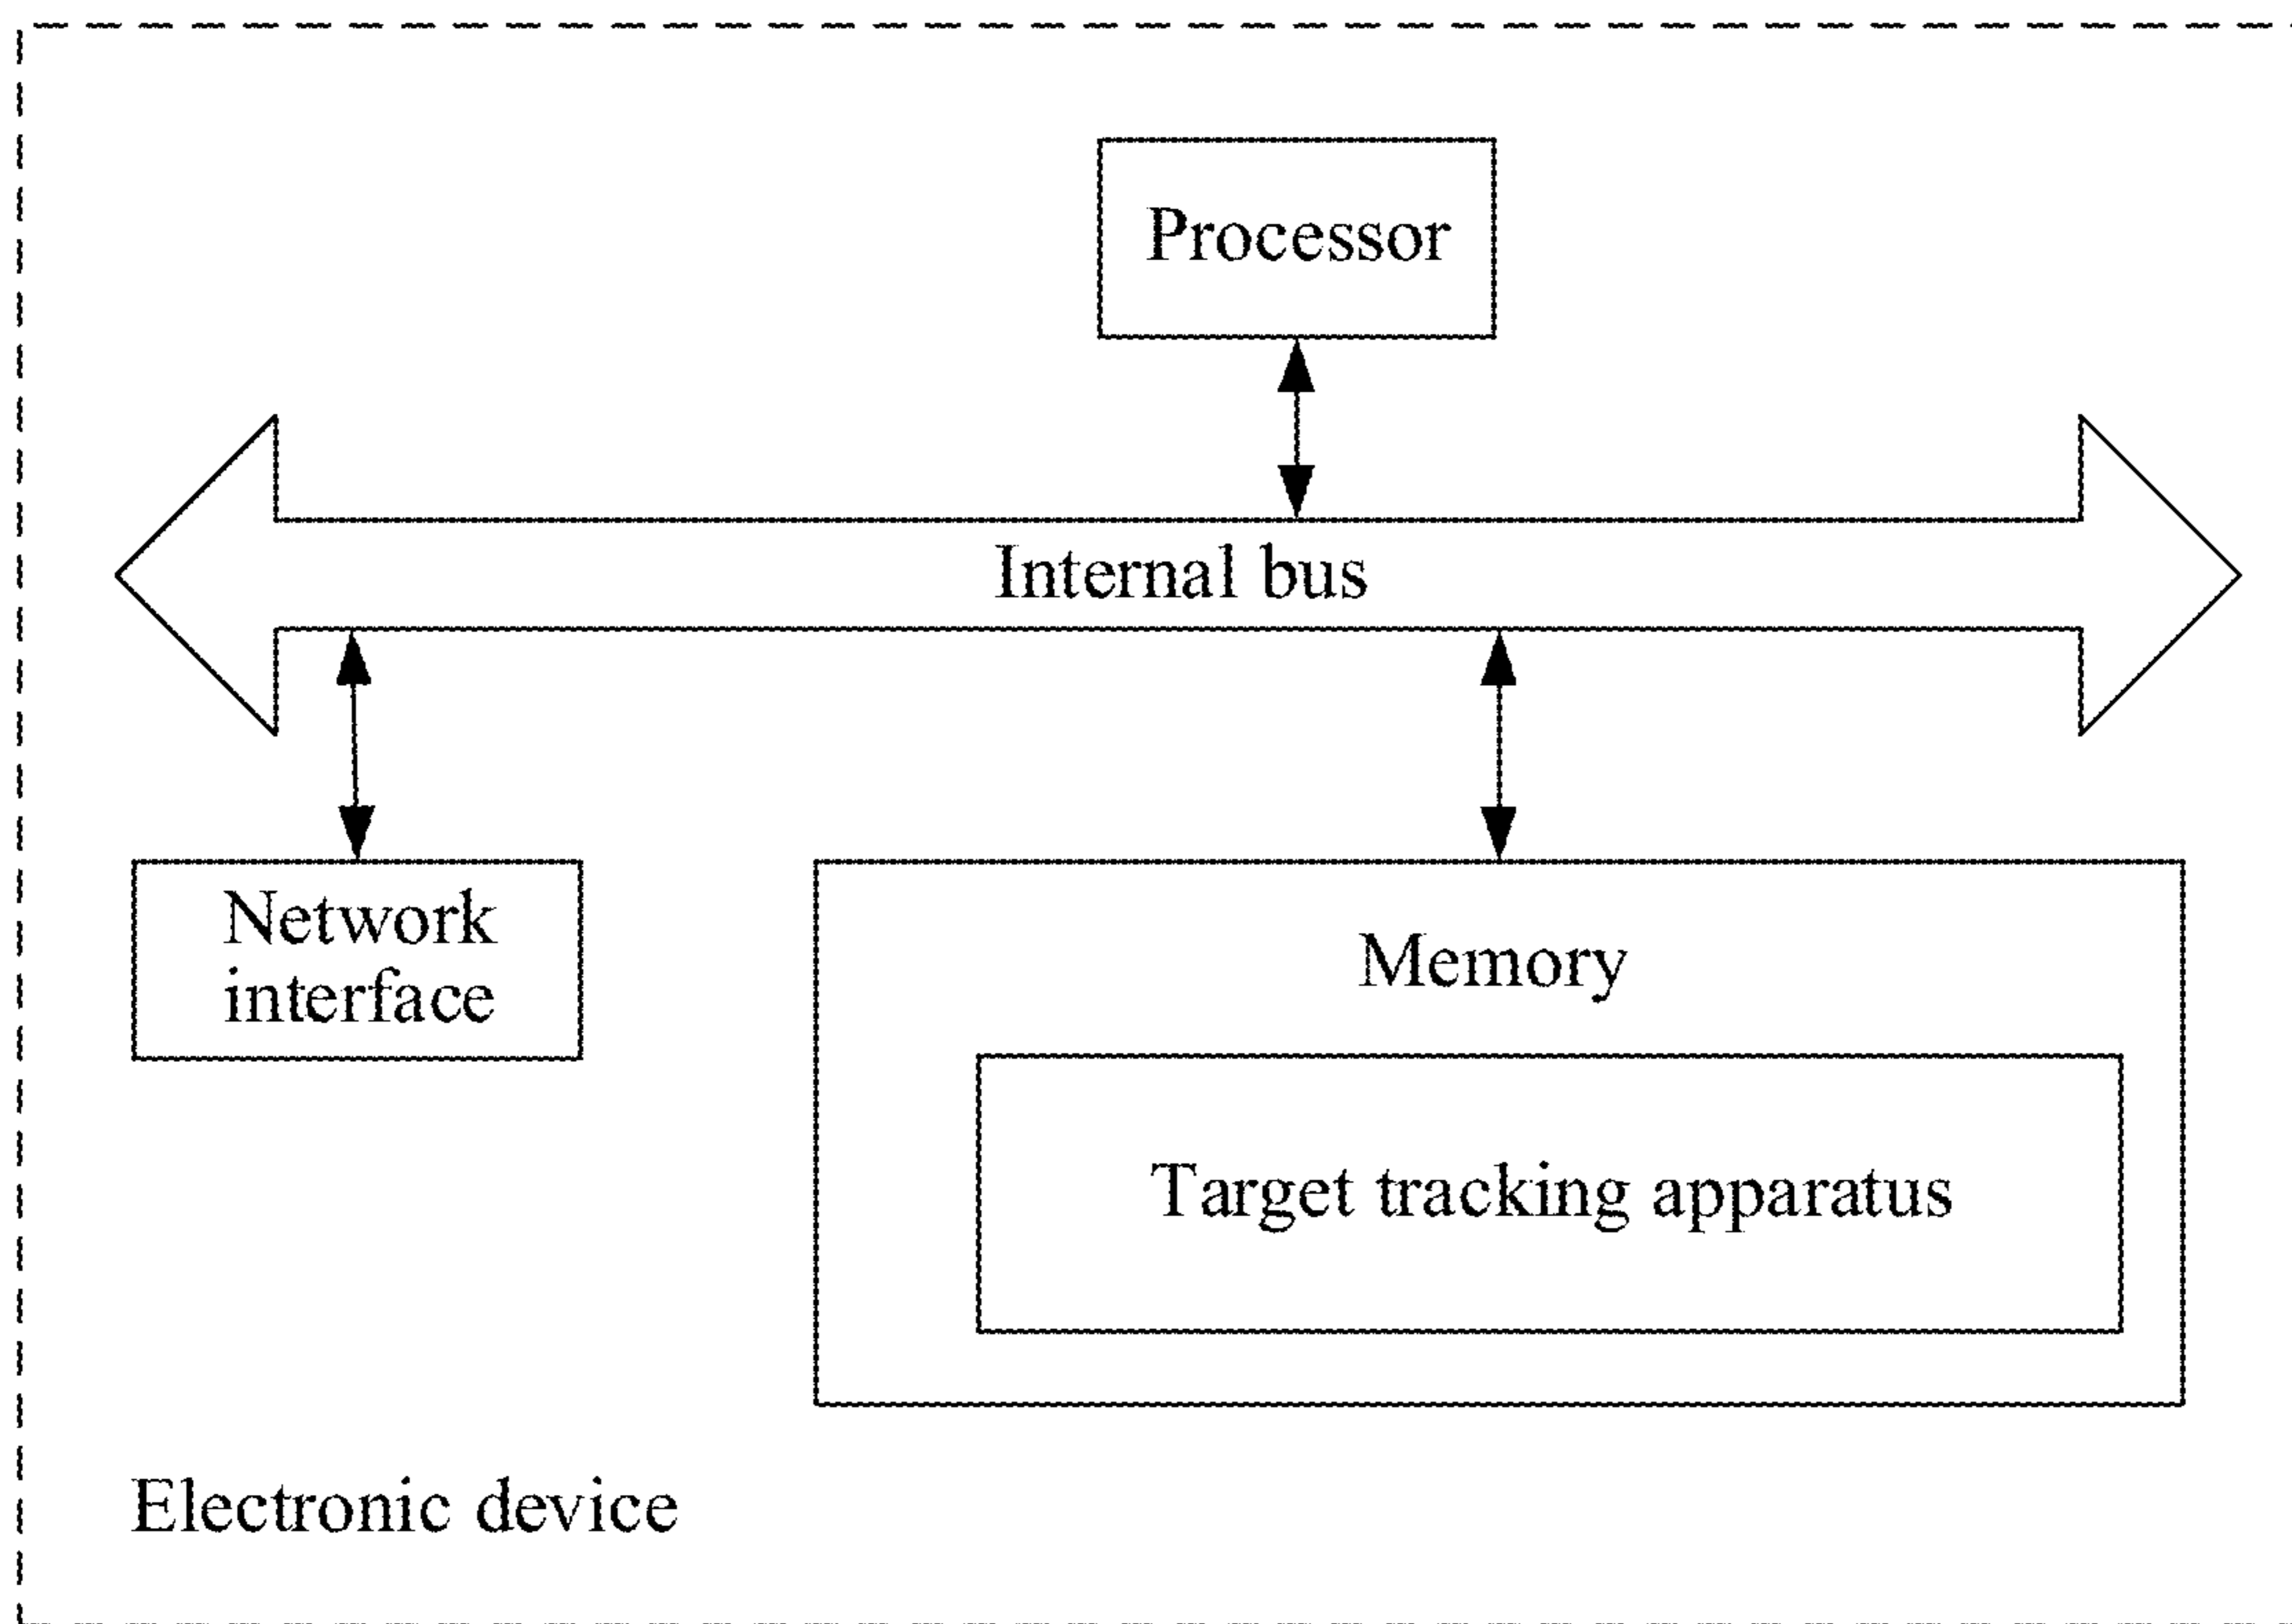 Processor
Internal bus
Network
interface
Memory
Target tracking apparatus
Electronic device